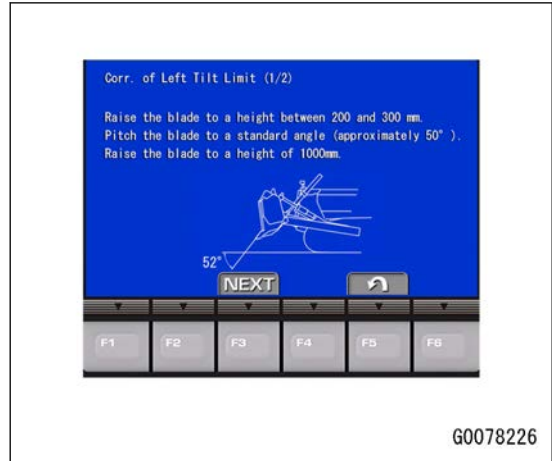 Corr. of Left Tilt Limit (1/2)
Raise the blade to a height between 200 and 300 mm.
Pitch the blade to a standard angle (approximately 50° ).
Raise the blade to a height of 1000mm.
52°
NEXT
F1 F2 F3 F4 F5 F6
G0078226